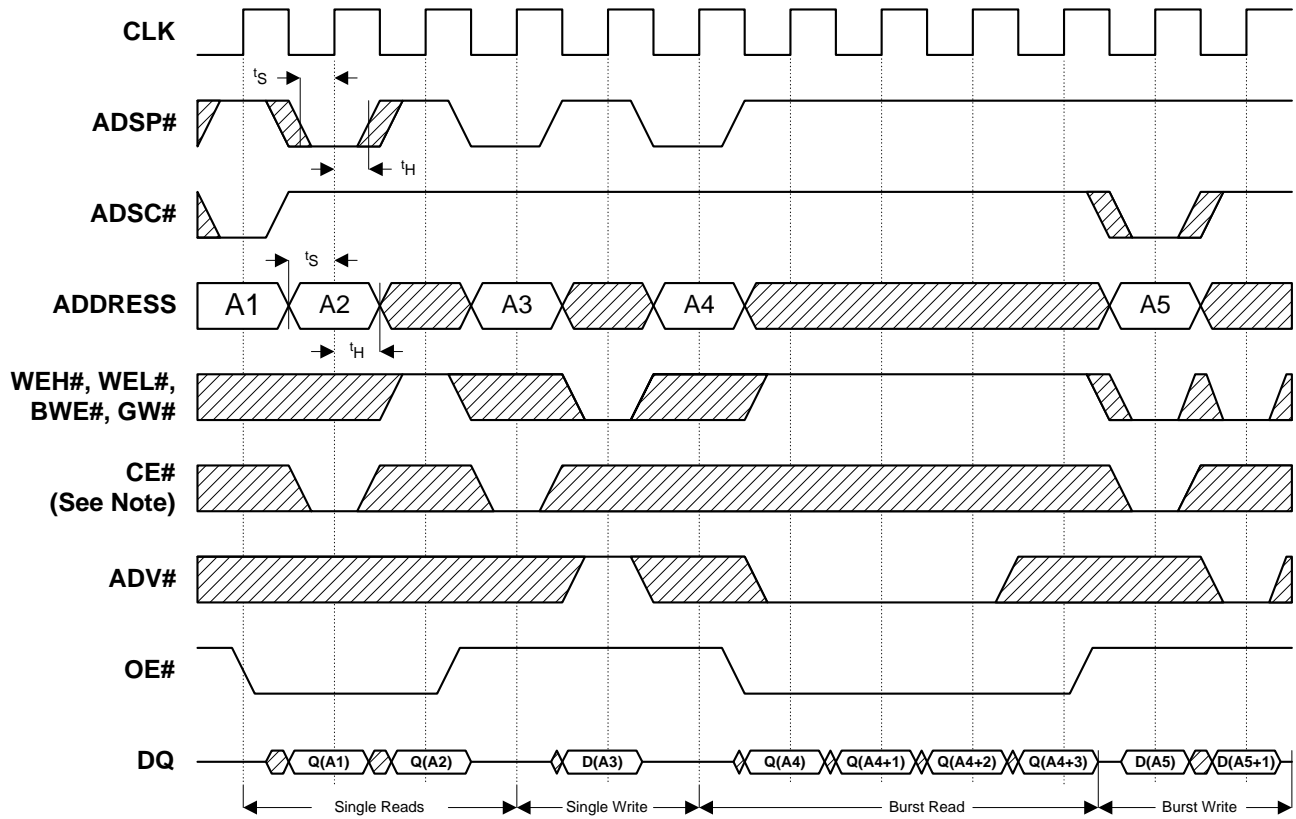 CLK
tS
ADSP#
tH
ADSC#
tS
ADDRESS
A1
A2
A3
A4
A5
tH
WEH#, WEL#,
BWE#, GW#
CE#
(See Note)
ADV#
OE#
DQ
Q(A1)
Q(A2)
D(A3)
Q(A4)
Q(A4+1)
Q(A4+2)
Q(A4+3)
D(A5)
D(A5+1)
Single Reads
Single Write
Burst Read
Burst Write